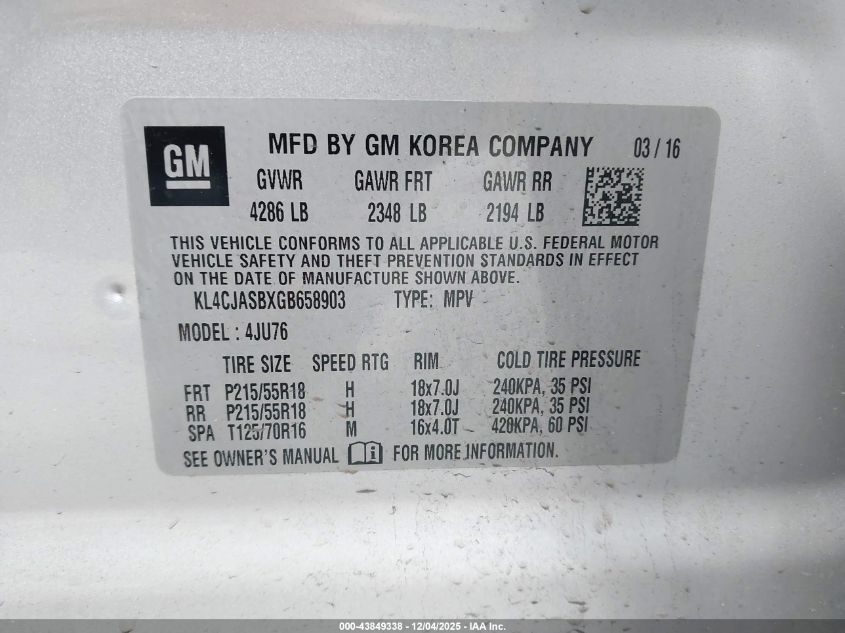 GM MFD BY GM KOREA COMPANY 03 / 16
GVWR GAWR FRT GAWR RR
4286 LB 2348 LB 2194 LB
THIS VEHICLE CONFORMS TO ALL APPLICABLE U.S. FEDERAL MOTOR
VEHICLE SAFETY AND THEFT PREVENTION STANDARDS IN EFFECT
ON THE DATE OF MANUFACTURE SHOWN ABOVE.
KL4CJASBXGB658903 TYPE: MPV
MODEL : 4JU76
TIRE SIZE SPEED RTG RIM COLD TIRE PRESSURE
FRT P215/55R18 H 18x7.0J 240KPA, 35 PSI
RR P215/55R18 H 18x7.0J 240KPA, 35 PSI
SPA T125/70R16 M 16x4.0T 420KPA, 60 PSI
SEE OWNER'S MANUAL FOR MORE INFORMATION.
000-43849338 - 12/04/2025 - IAA Inc.